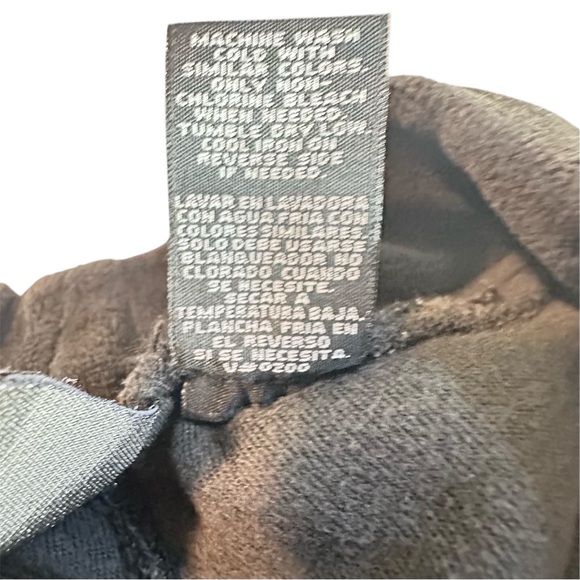 MACHINE WASH
COLD WITH
SIMILAR COLORS.
ONLY NON-
CHLORINE BLEACH
WHEN NEEDED.
TUMBLE DRY LOW.
COOL IRON ON
REVERSE SIDE
IF NEEDED.
LAVAR EN LAVADORA
CON AGUA FRIA CON
COLORES SIMILARES.
SOLO DEBE USARSE
BLANQUEADOR NO
CLORADO CUANDO
SE NECESITE.
SECAR A
TEMPERATURA BAJA.
PLANCHA FRIA EN
EL REVERSO
SI SE NECESITA.
V#0200